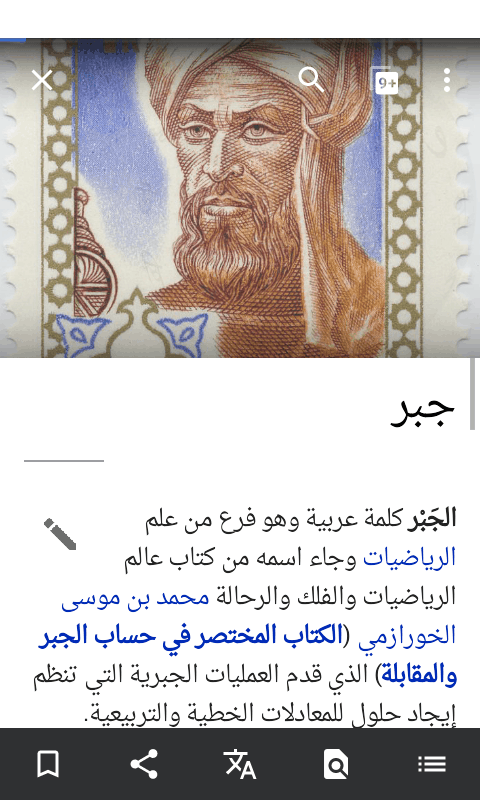 9+
جبر
الجَبْر كلمة عربية وهو فرع من علم
الرياضيات وجاء اسمه من كتاب عالم
الرياضيات والفلك والرحالة محمد بن موسى
الخورازمي (الكتاب المختصر في حساب الجبر
والمقابلة) الذي قدم العمليات الجبرية التي تنظم
إيجاد حلول للمعادلات الخطية والتربيعية.